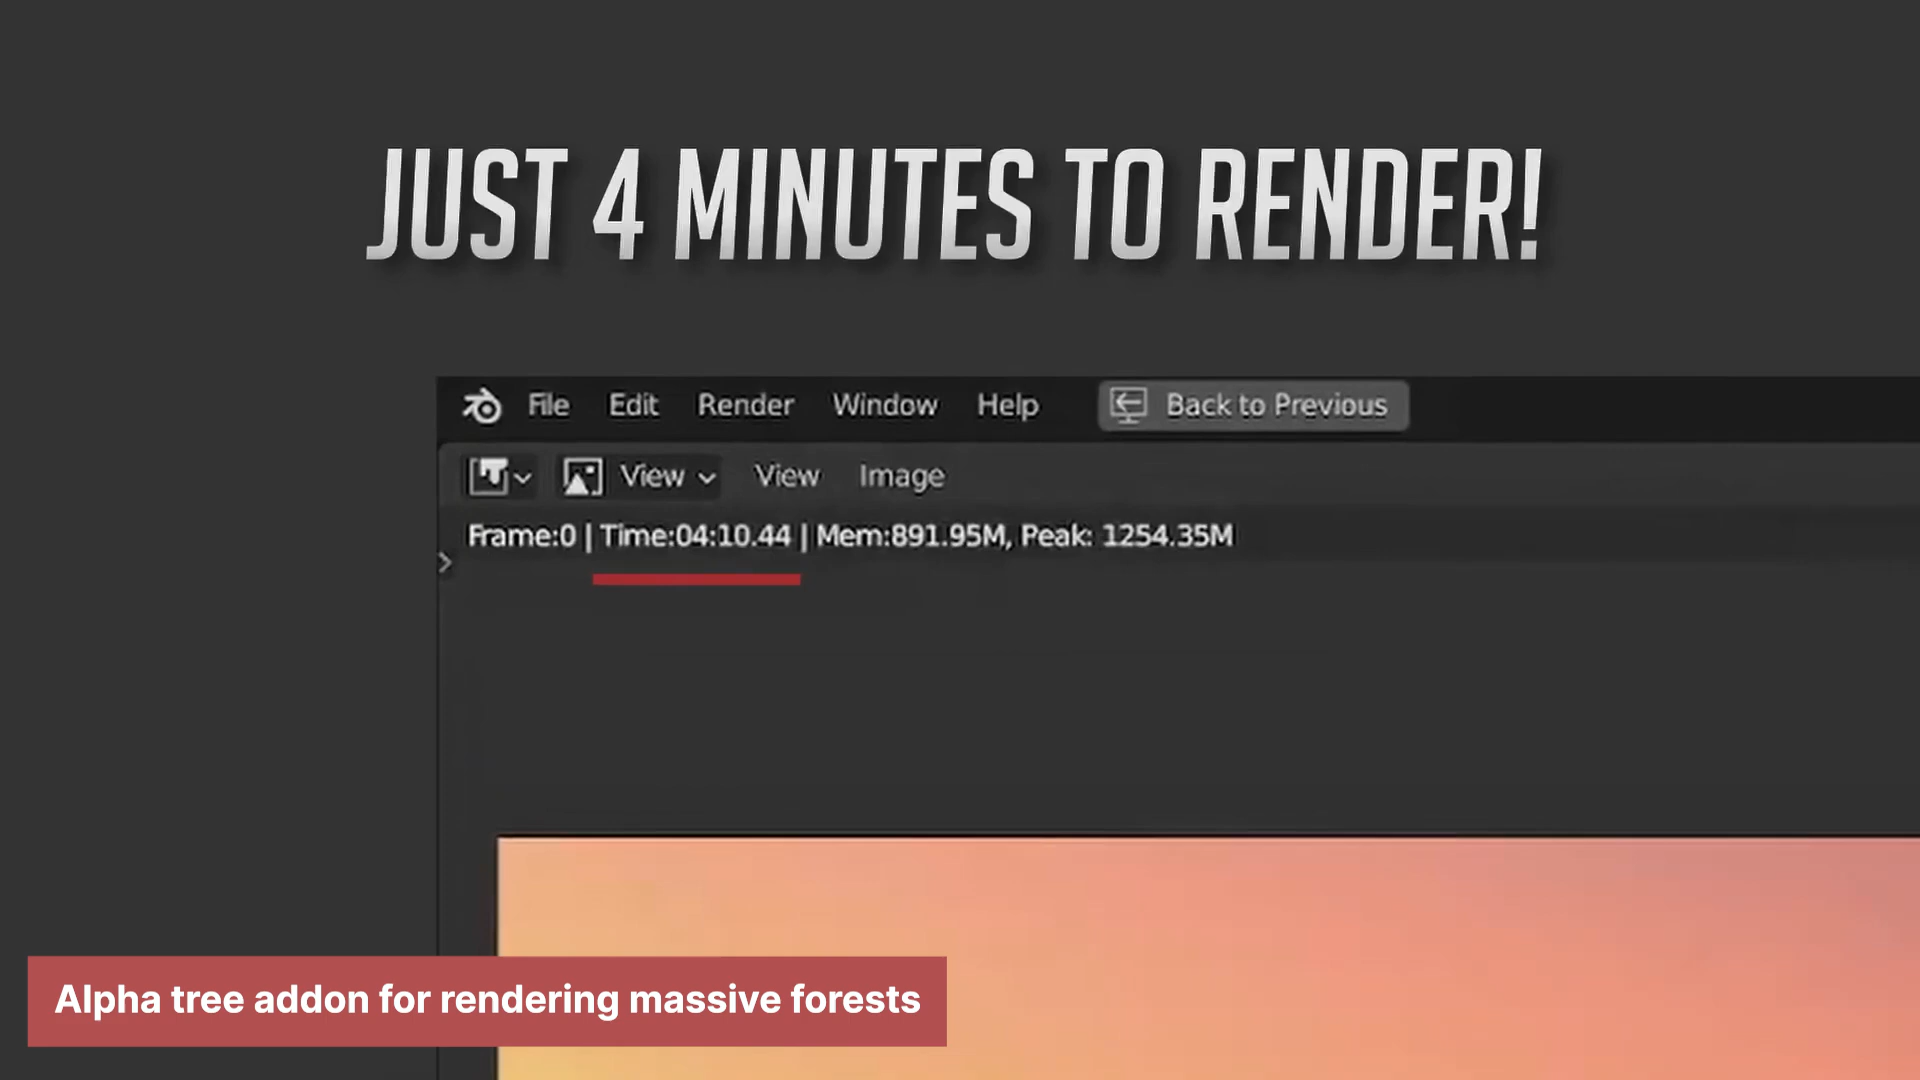 JUST 4 MINUTES TO RENDER!
File Edit Render Window Help Back to Previous
View View Image
Frame:0 | Time:04:10.44 | Mem:891.95M, Peak: 1254.35M
Alpha tree addon for rendering massive forests